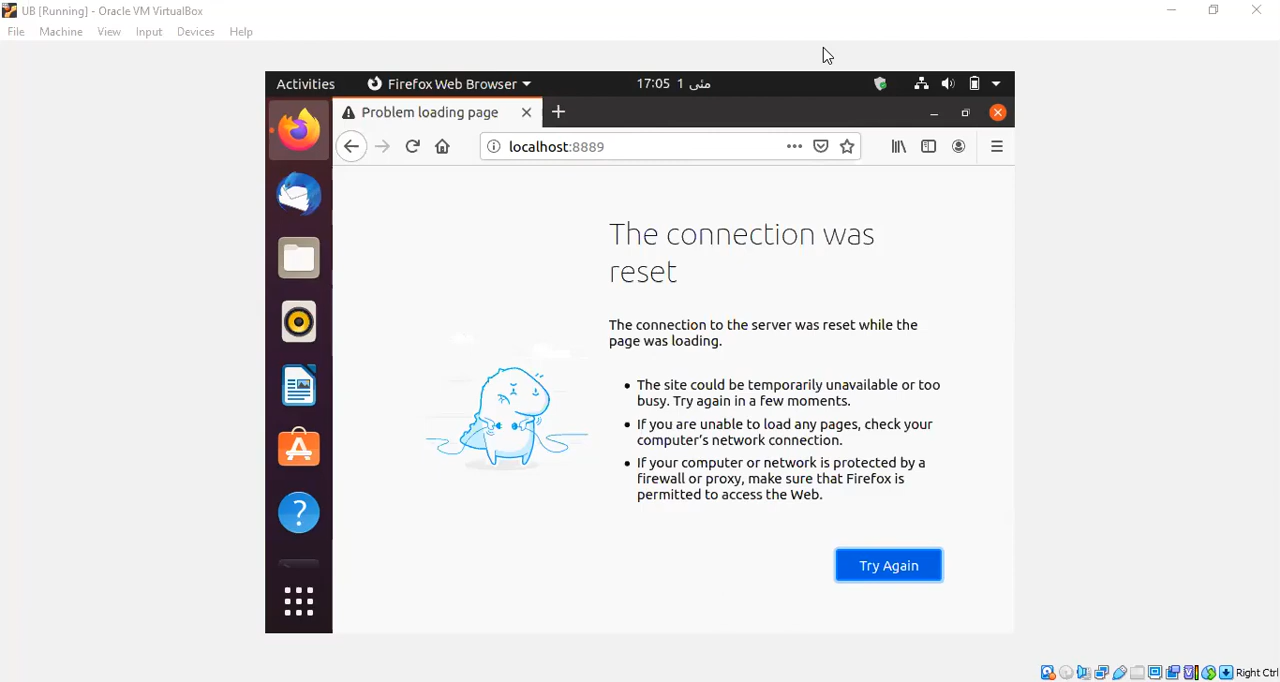 UB [Running] - Oracle VM VirtualBox
File Machine View Input Devices Help
Activities Firefox Web Browser 17:05 1 مئی
Problem loading page
localhost:8889
The connection was
reset
The connection to the server was reset while the
page was loading.
The site could be temporarily unavailable or too
busy. Try again in a few moments.
If you are unable to load any pages, check your
computer’s network connection.
If your computer or network is protected by a
firewall or proxy, make sure that Firefox is
permitted to access the Web.
Try Again
Right Ctrl